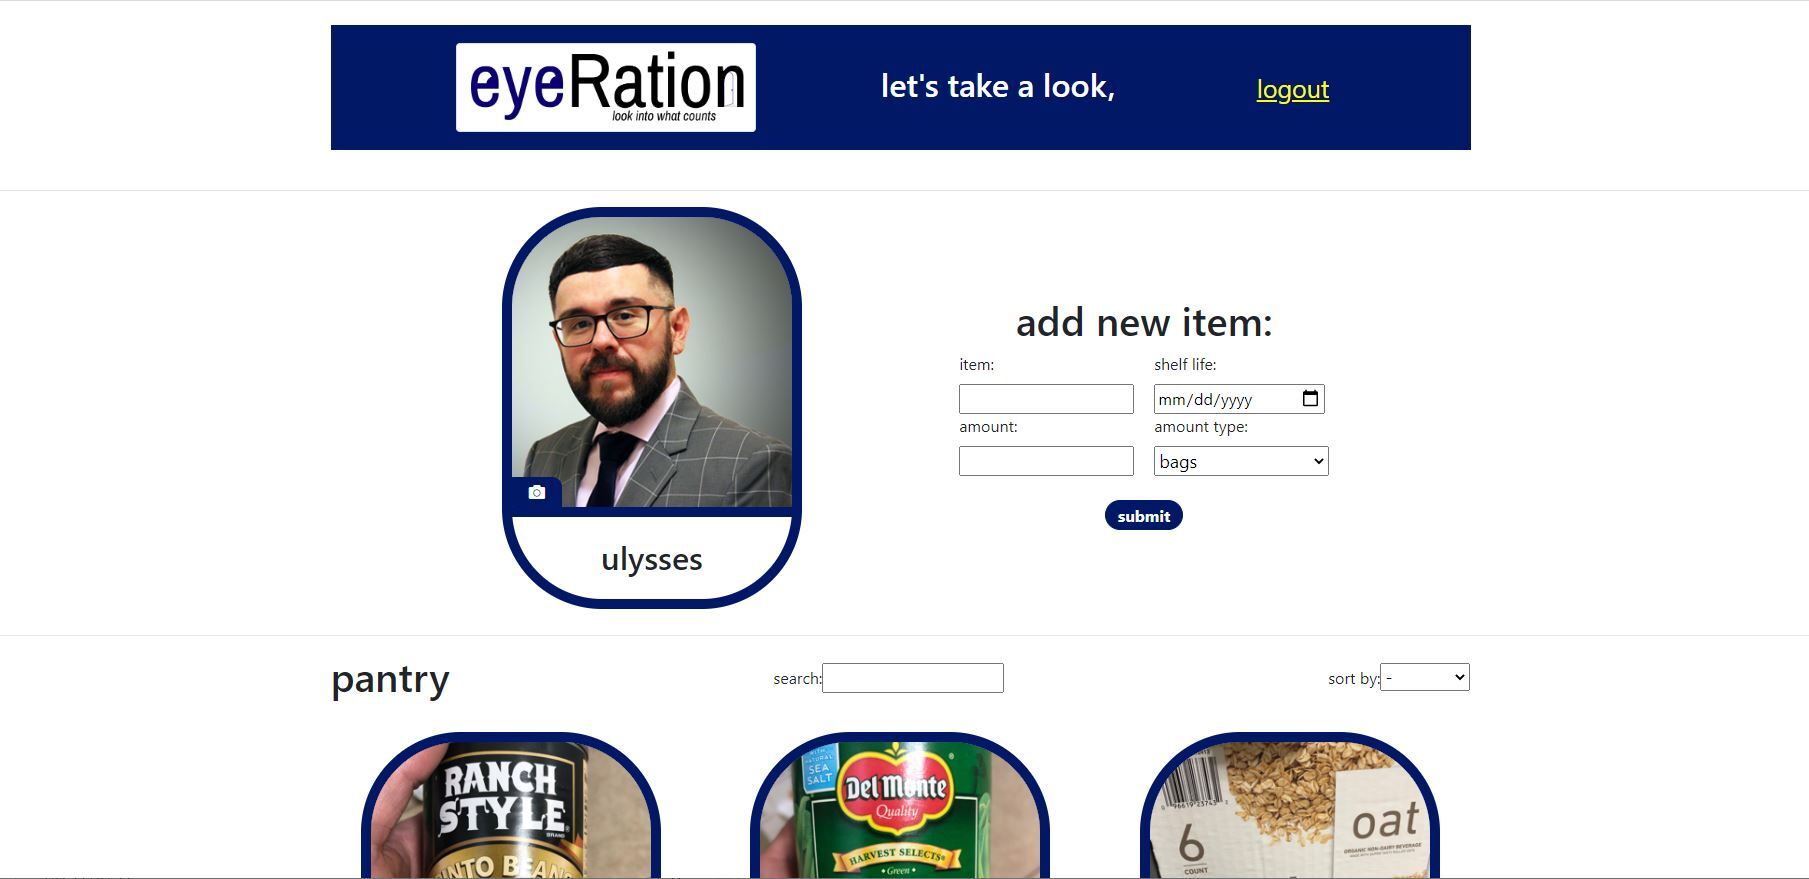 eyeRation
look into what counts
let's take a look,
logout
ulysses
add new item:
item:
shelf life:
mm/dd/yyyy
amount:
amount type:
bags
submit
pantry
search:
sort by:
-
RANCH
STYLE
BRAND
PINTO BEANS
WITH
NATURAL
SEA
SALT
Del Monte
Quality
HARVEST SELECTS®
• Green •
6
COUNT
oat
ORGANIC NON-DAIRY BEVERAGE